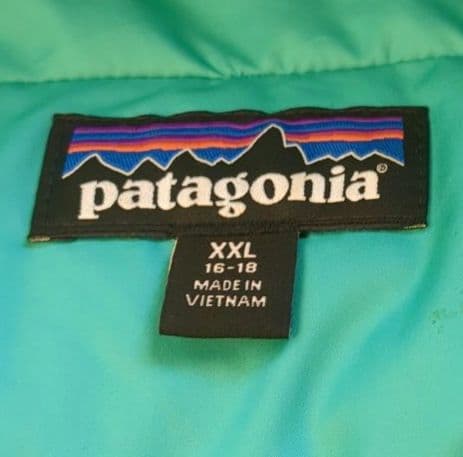 patagonia®
XXL
16-18
MADE IN
VIETNAM